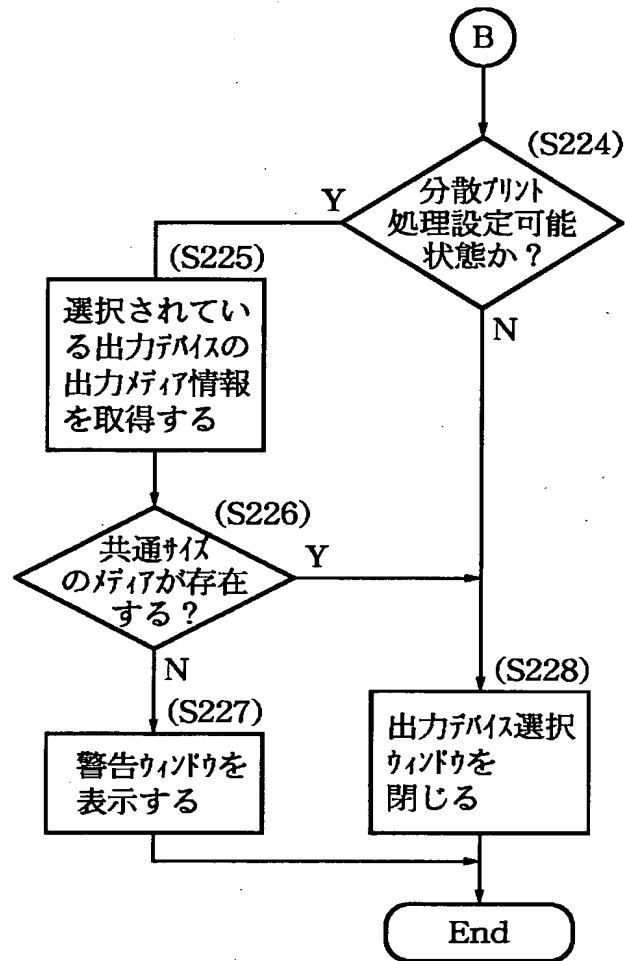 B
(S224)
分散プリント
処理設定可能
状態か？
Y
N
(S225)
選択されてい
る出力デバイスの
出力メディア情報
を取得する
(S226)
共通サイズ
のメディアが存在
する？
Y
N
(S227)
警告ウィンドウを
表示する
(S228)
出力デバイス選択
ウィンドウを
閉じる
End